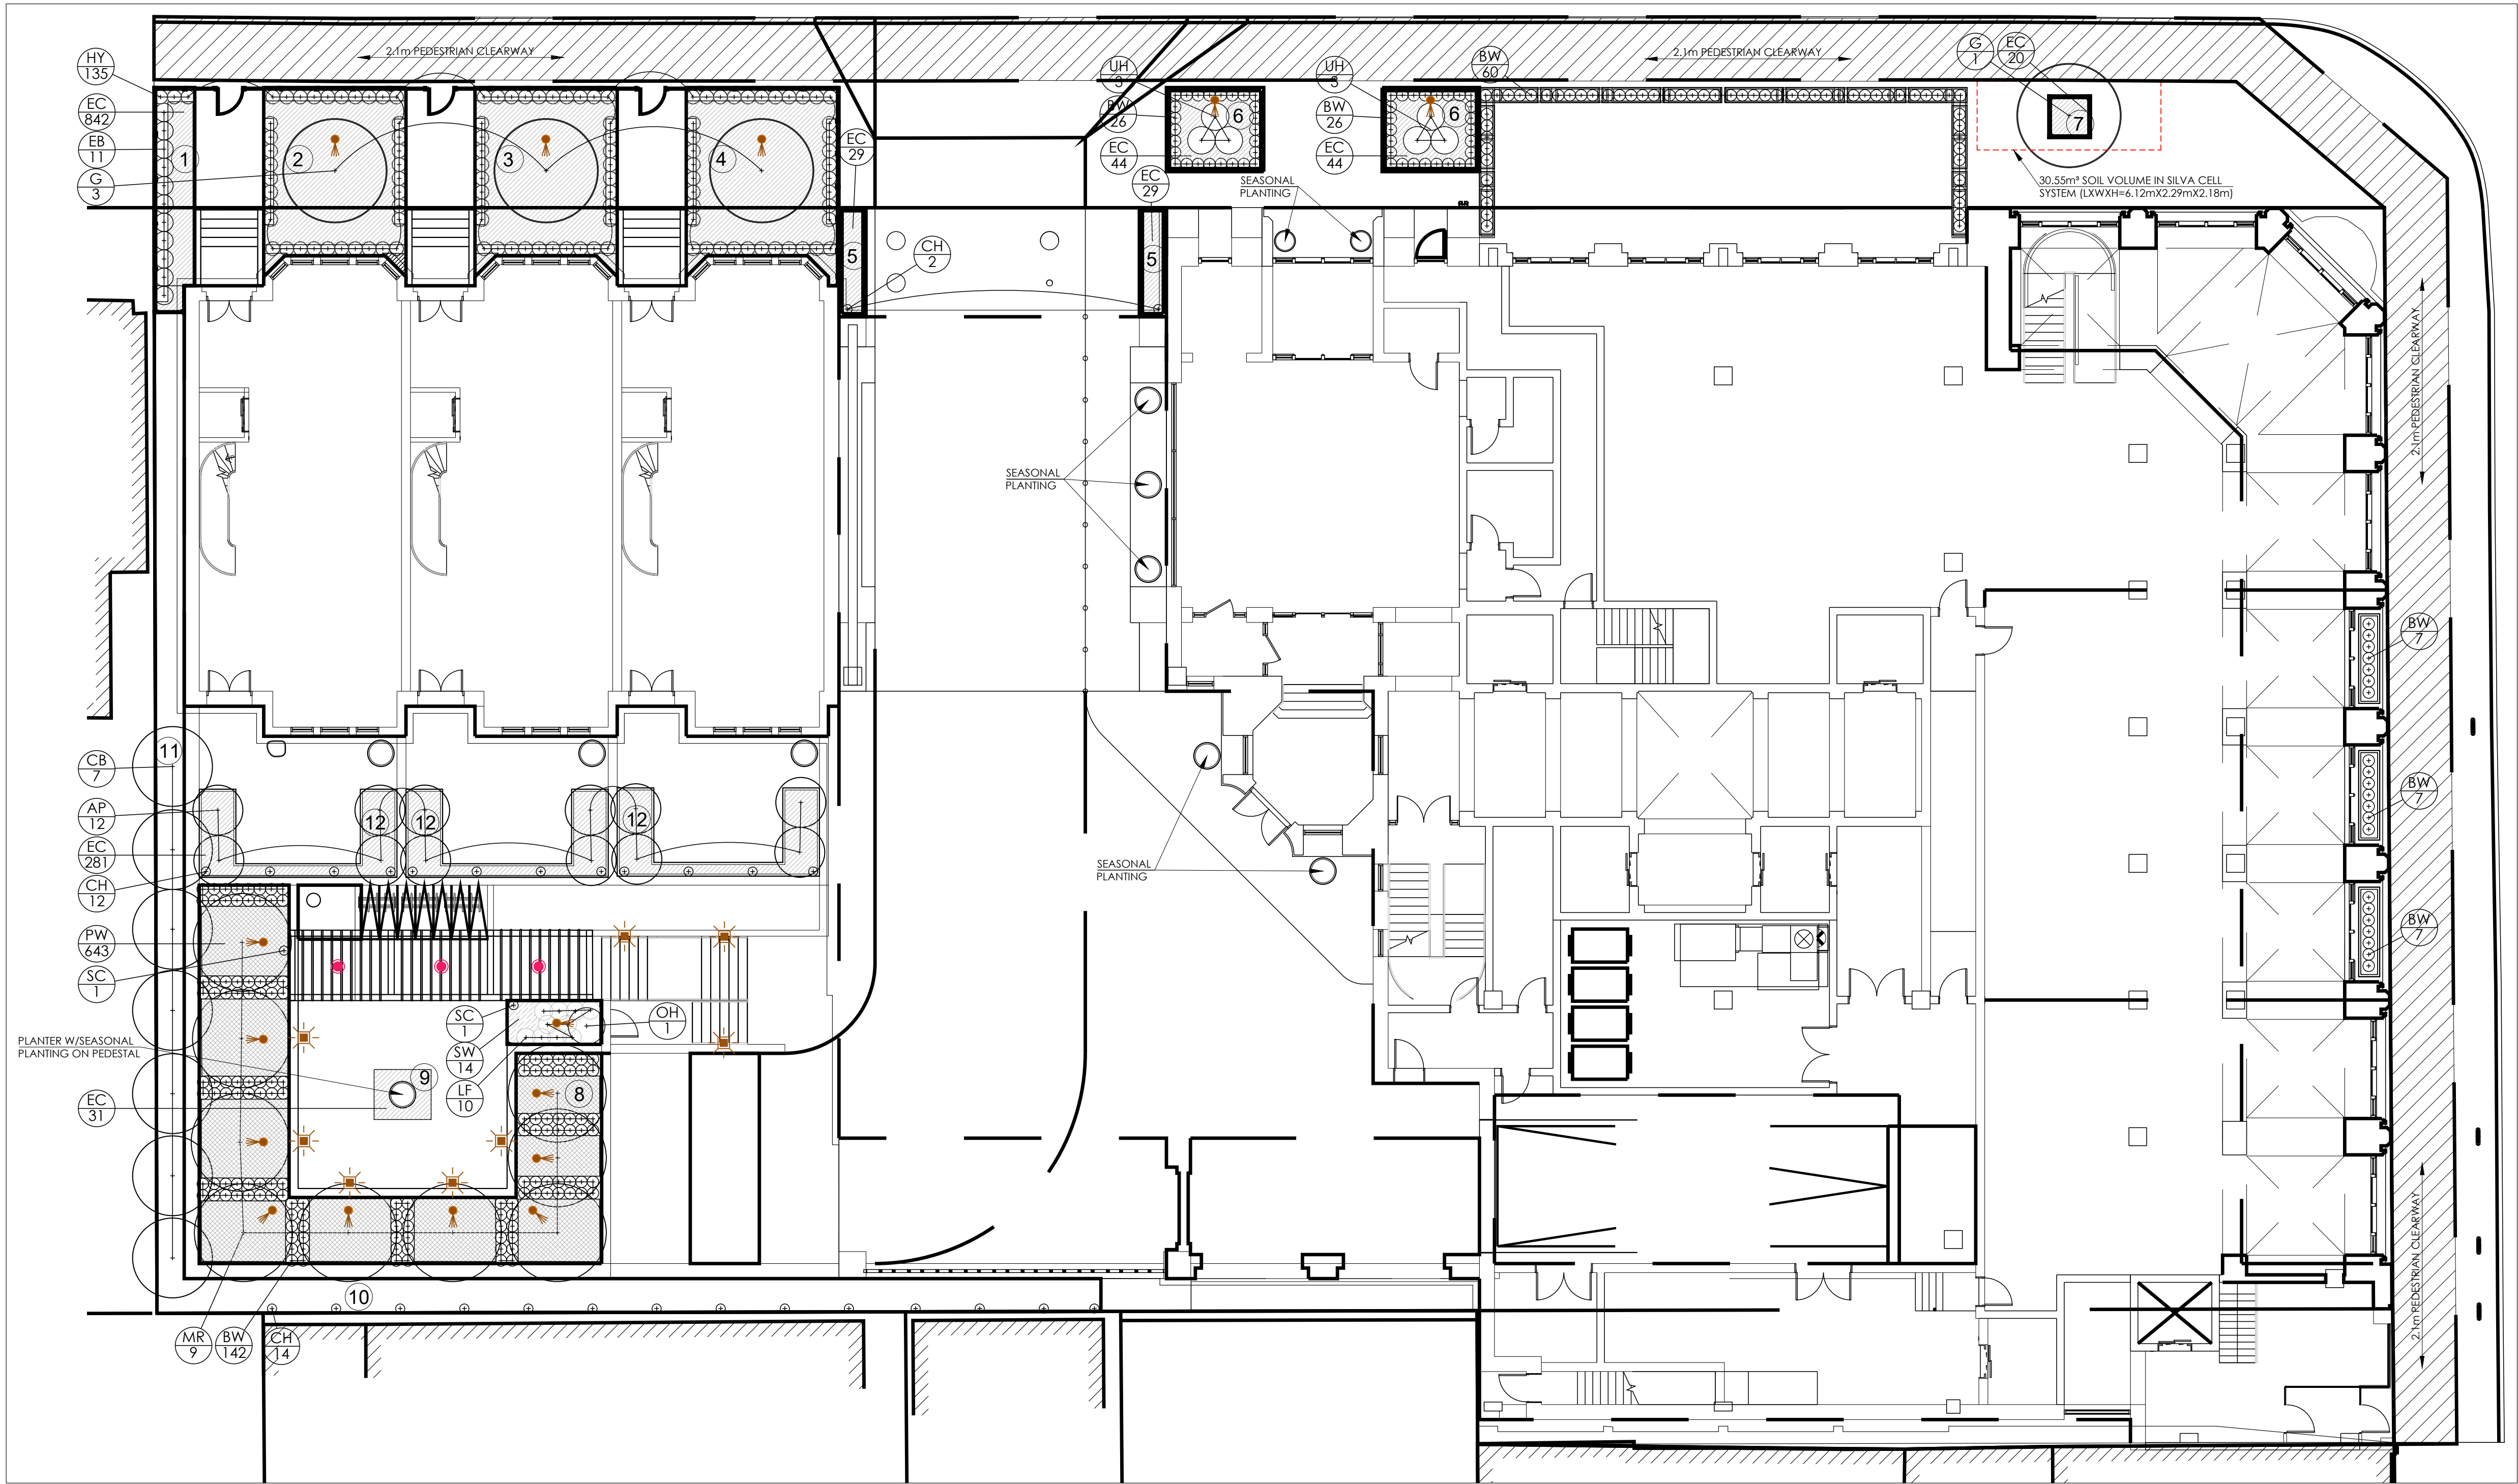 2.1m PEDESTRIAN CLEARWAY
2.1m PEDESTRIAN CLEARWAY
HY
135
EC
842
EB
11
G
3
1
2
3
4
EC
29
5
CH
2
EC
29
5
UH
3
BW
26
EC
44
6
UH
3
BW
26
EC
44
6
SEASONAL
PLANTING
BW
60
G
1
EC
20
7
30.55m³ SOIL VOLUME IN SILVA CELL
SYSTEM (LXWXH=6.12mX2.29mX2.18m)
2.1m PEDESTRIAN CLEARWAY
SEASONAL
PLANTING
BW
7
BW
7
BW
7
CB
7
11
AP
12
12
12
12
EC
281
CH
12
PW
643
SC
1
SEASONAL
PLANTING
SC
1
SW
14
LF
10
OH
1
PLANTER W/SEASONAL
PLANTING ON PEDESTAL
9
8
EC
31
10
MR
9
BW
142
CH
14
2.1m PEDESTRIAN CLEARWAY